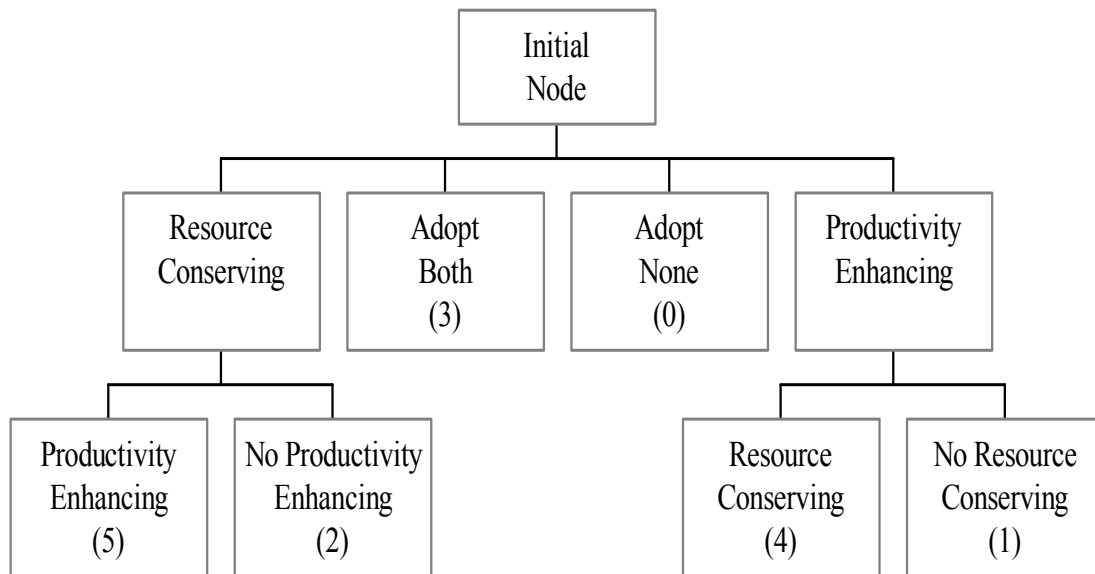 Initial
Node
Resource
Conserving
Adopt
Both
(3)
Adopt
None
(0)
Productivity
Enhancing
Productivity
Enhancing
(5)
No Productivity
Enhancing
(2)
Resource
Conserving
(4)
No Resource
Conserving
(1)